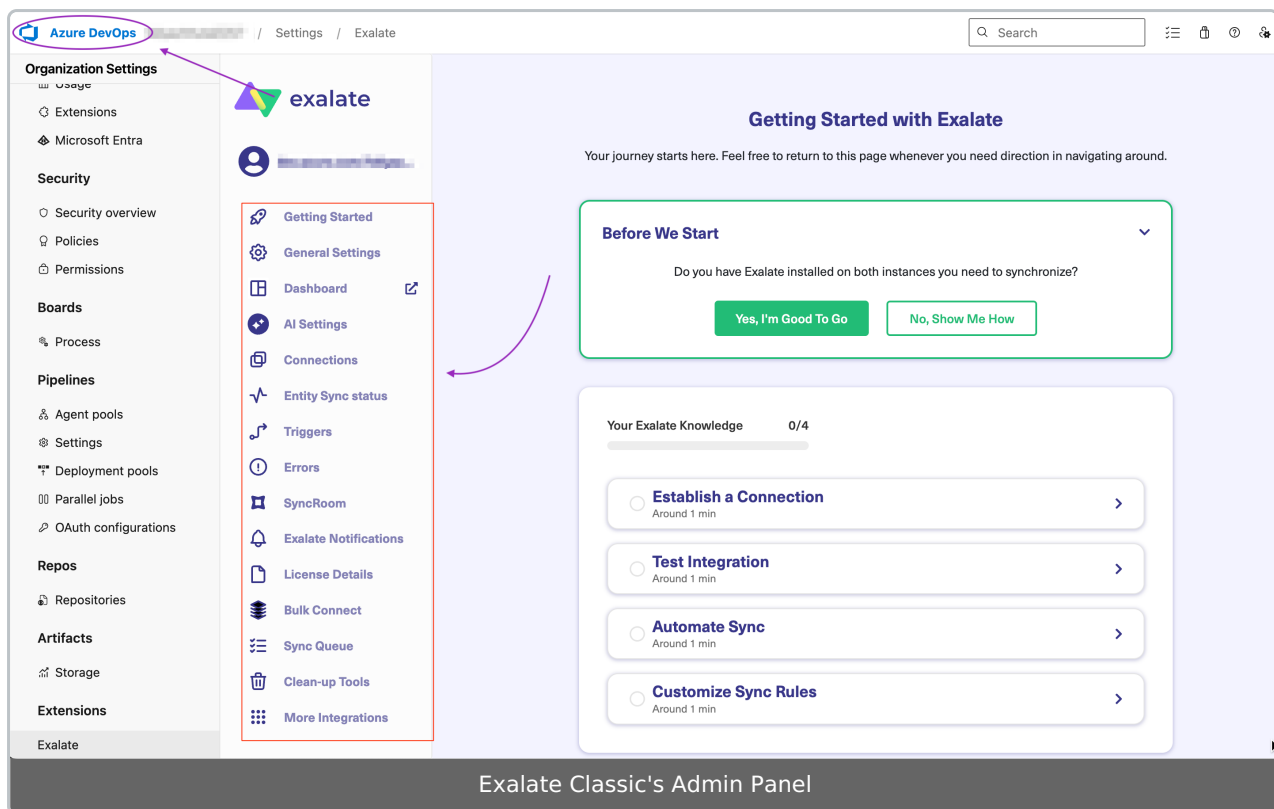 Azure DevOps / Settings / Exalate
Search
Organization Settings
Usage
Extensions
Microsoft Entra
Security
Security overview
Policies
Permissions
Boards
Process
Pipelines
Agent pools
Settings
Deployment pools
Parallel jobs
OAuth configurations
Repos
Repositories
Artifacts
Storage
Extensions
Exalate
exalate
Getting Started
General Settings
Dashboard
AI Settings
Connections
Entity Sync status
Triggers
Errors
SyncRoom
Exalate Notifications
License Details
Bulk Connect
Sync Queue
Clean-up Tools
More Integrations
Getting Started with Exalate
Your journey starts here. Feel free to return to this page whenever you need direction in navigating around.
Before We Start
Do you have Exalate installed on both instances you need to synchronize?
Yes, I'm Good To Go
No, Show Me How
Your Exalate Knowledge 0/4
Establish a Connection
Around 1 min
Test Integration
Around 1 min
Automate Sync
Around 1 min
Customize Sync Rules
Around 1 min
Exalate Classic's Admin Panel